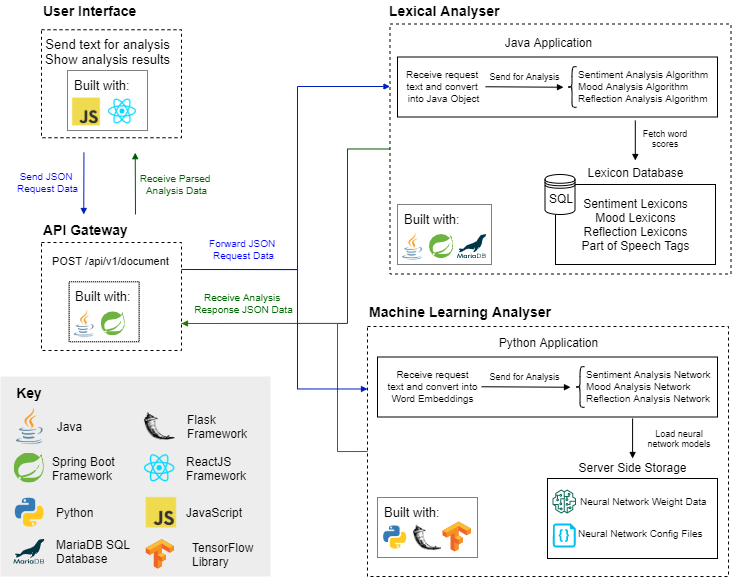 User Interface
Send text for analysis
Show analysis results
Built with:
JS
Send JSON
Request Data
Receive Parsed
Analysis Data
API Gateway
POST /api/v1/document
Built with:
Forward JSON
Request Data
Receive Analysis
Response JSON Data
Lexical Analyser
Java Application
Receive request
text and convert
into Java Object
Send for Analysis
Sentiment Analysis Algorithm
Mood Analysis Algorithm
Reflection Analysis Algorithm
Fetch word
scores
Lexicon Database
SQL
Sentiment Lexicons
Mood Lexicons
Reflection Lexicons
Part of Speech Tags
Built with:
Java
MariaDB
Machine Learning Analyser
Python Application
Receive request
text and convert into
Word Embeddings
Send for Analysis
Sentiment Analysis Network
Mood Analysis Network
Reflection Analysis Network
Load neural
network models
Server Side Storage
Neural Network Weight Data
Neural Network Config Files
Built with:
Key
Java
Flask
Framework
Spring Boot
Framework
ReactJS
Framework
Python
JS
JavaScript
MariaDB
MariaDB SQL
Database
TensorFlow
Library